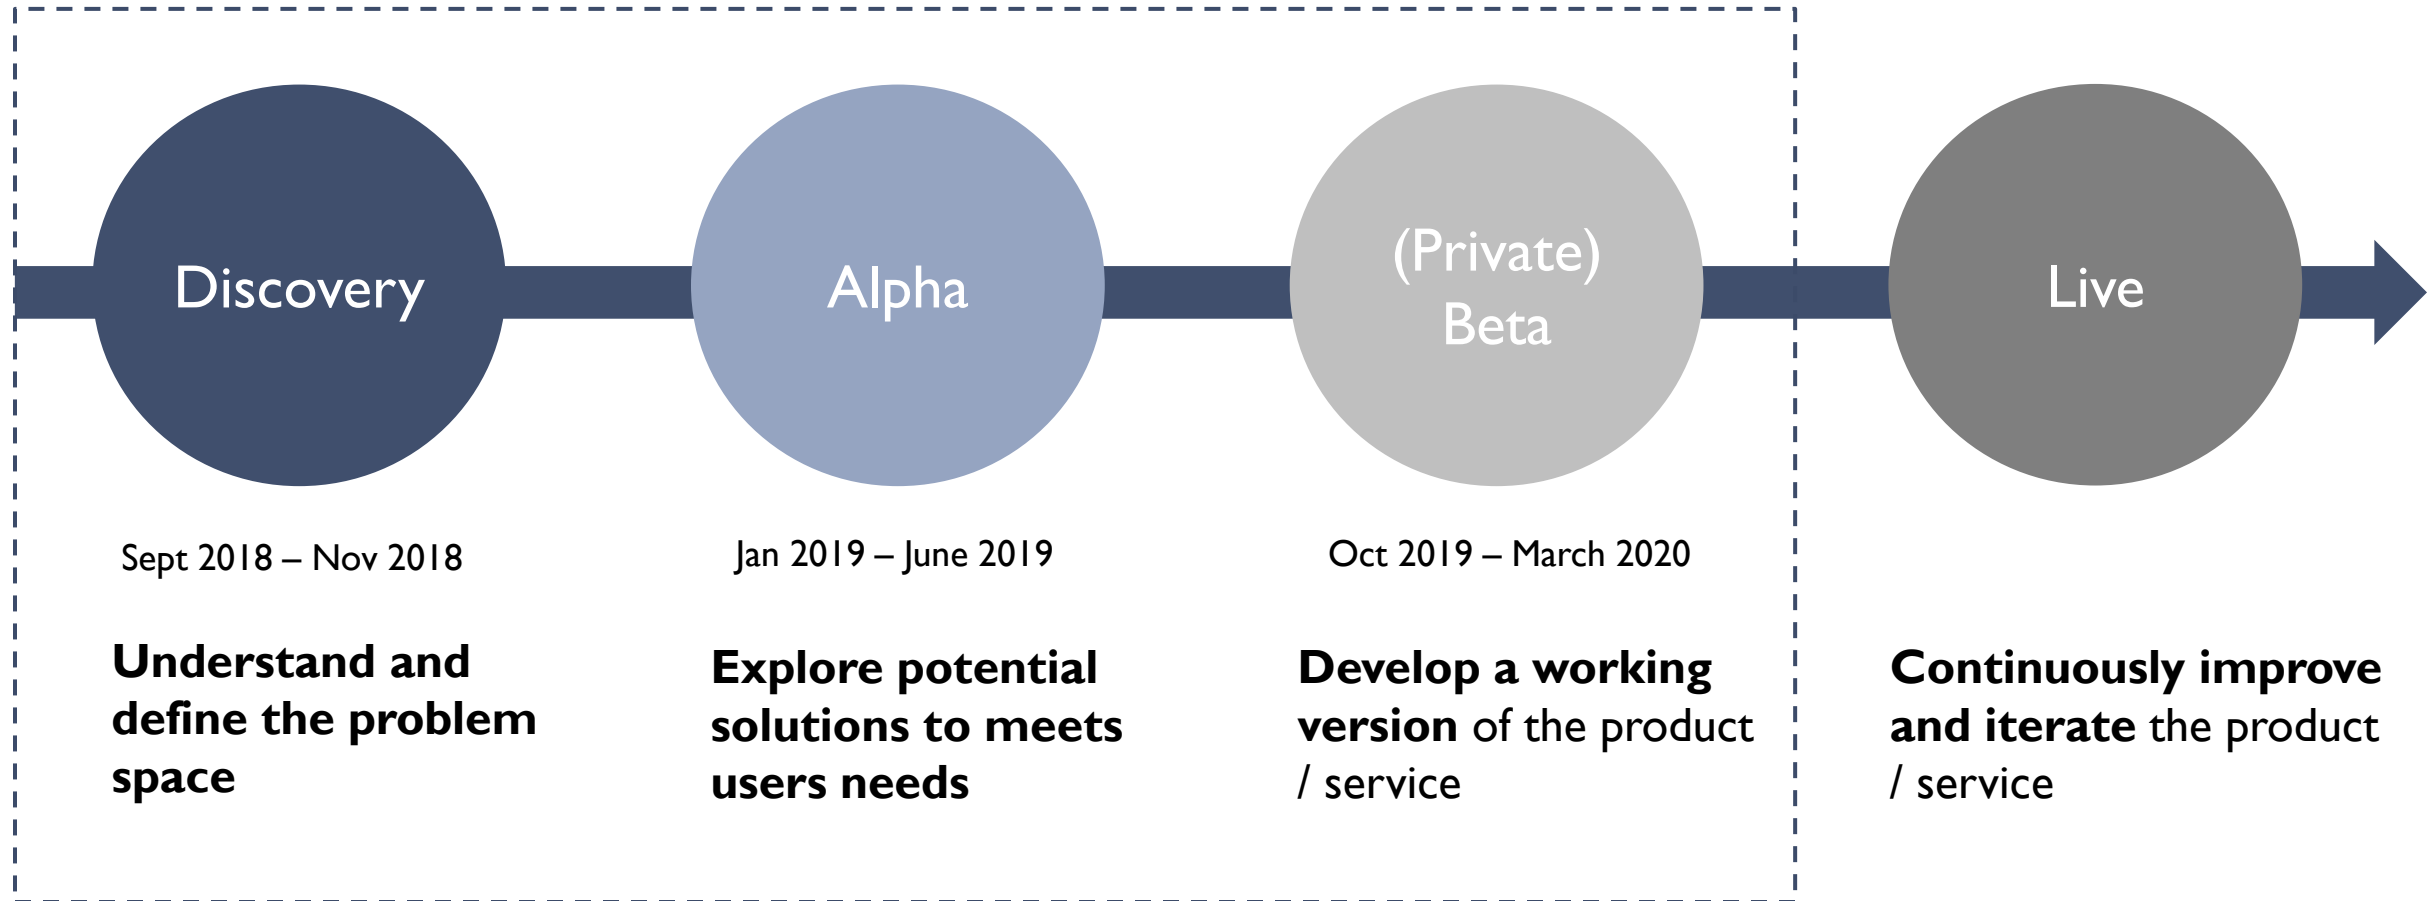 Discovery
Alpha
(Private)
Beta
Live
Sept 2018 – Nov 2018
Jan 2019 – June 2019
Oct 2019 – March 2020
Understand and
define the problem
space
Explore potential
solutions to meets
users needs
Develop a working
version of the product
/ service
Continuously improve
and iterate the product
/ service